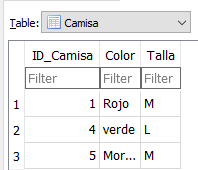 Table: Camisa
ID_Camisa Color Talla
Filter Filter Filter
1 1 Rojo M
2 4 verde L
3 5 Mor... M